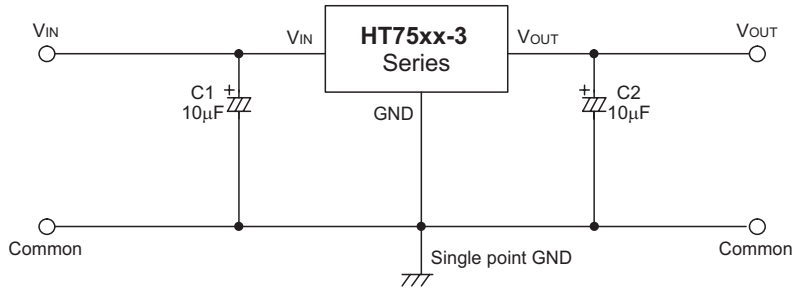 VIN
VIN
HT75xx-3
Series
VOUT
VOUT
C1 +
10μF
GND
+ C2
10μF
Common
Single point GND
Common